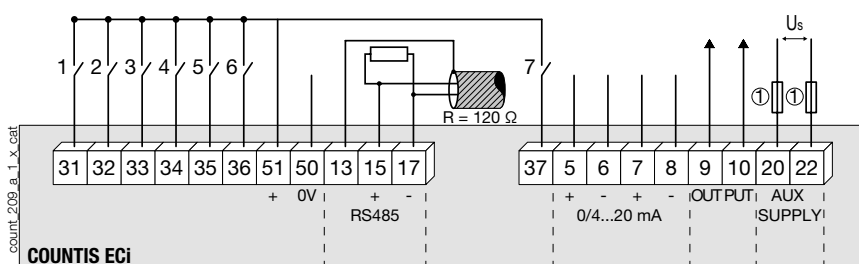 Us
1 2 3 4 5 6 7
① ①
R = 120 Ω
31 32 33 34 35 36 51 50 13 15 17 37 5 6 7 8 9 10 20 22
+ 0V + - + - + - OUTPUT AUX
RS485 0/4...20 mA SUPPLY
COUNTIS ECi
count_209_a_1_x_cat